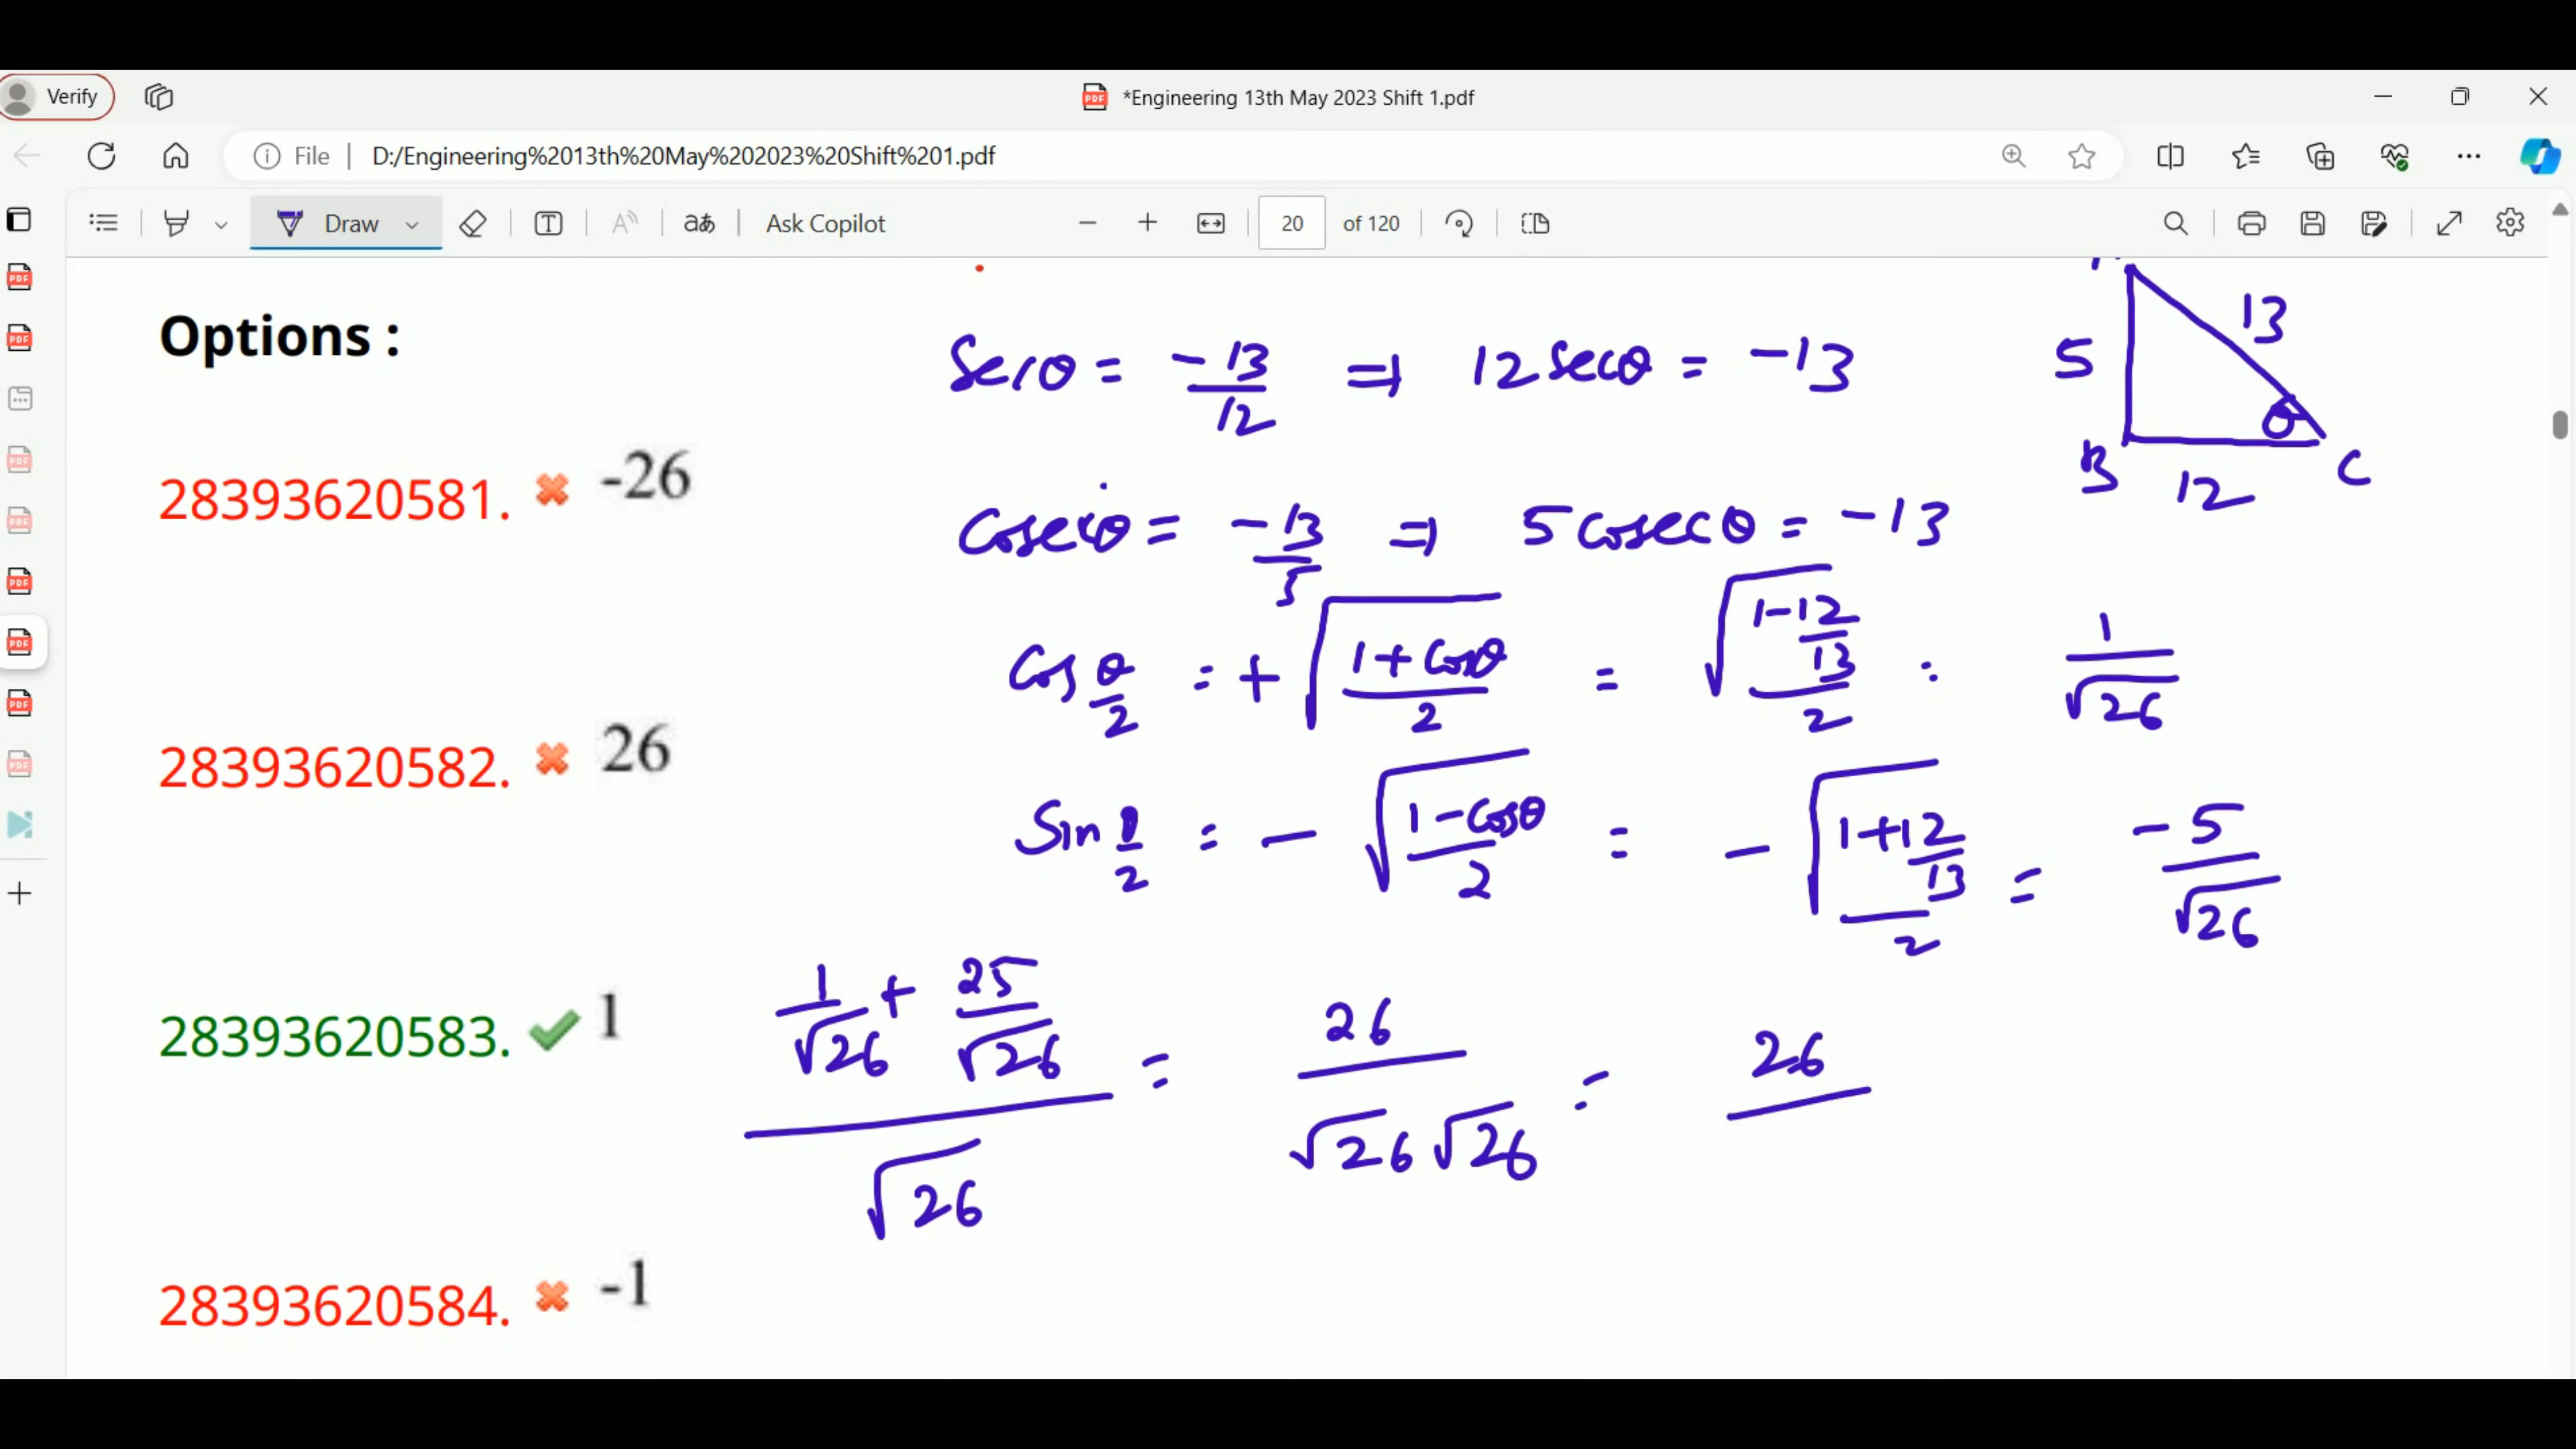 Verify
*Engineering 13th May 2023 Shift 1.pdf
File | D:/Engineering%2013th%20May%202023%20Shift%201.pdf
Draw
aあ
Ask Copilot
20 of 120
Options :
28393620581. ✖ -26
28393620582. ✖ 26
28393620583. ✔ 1
28393620584. ✖ -1
Secθ = -13/12 ⇒ 12 secθ = -13
Cosecθ = -13/5 ⇒ 5 cosecθ = -13
Cos θ/2 = + √((1 + Cosθ)/2) = √((1 - 12/13)/2) = 1/√26
Sin θ/2 = - √((1 - Cosθ)/2) = - √((1 + 12/13)/2) = -5/√26
(1/√26 + 25/√26)/√26 = 26/(√26 √26) = 26/
5
13
θ
B
12
C